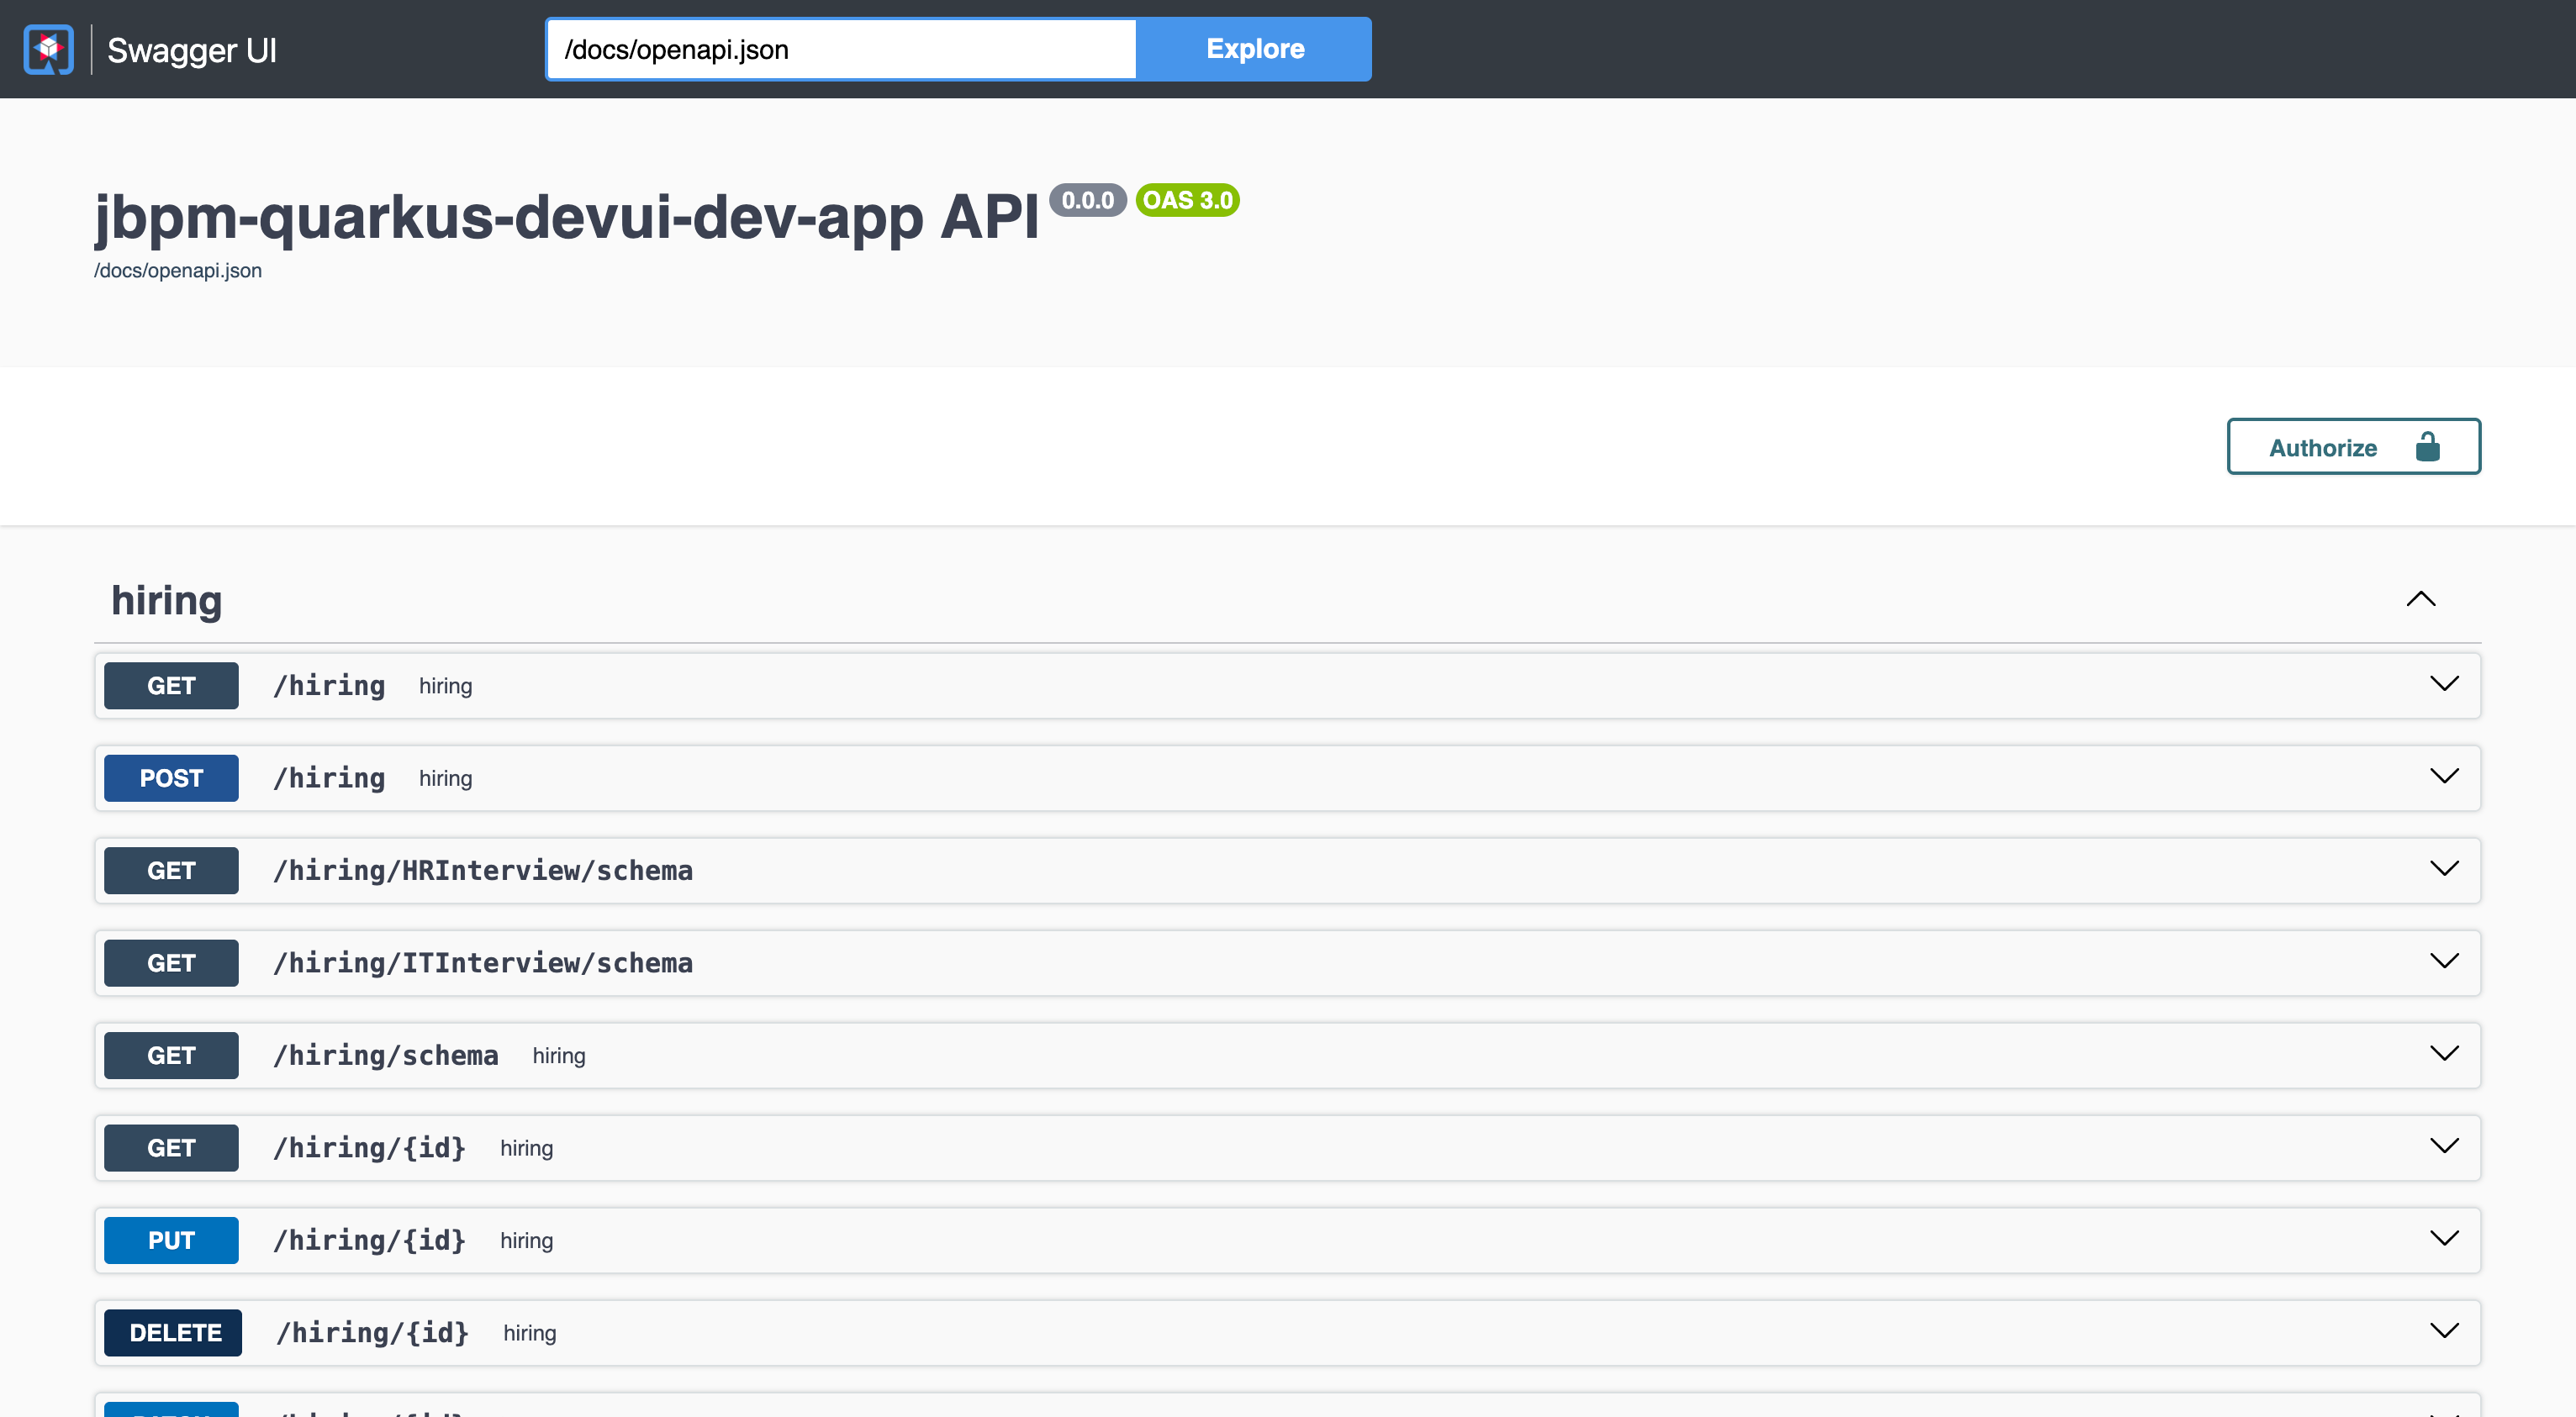 Swagger UI
/docs/openapi.json
Explore
jbpm-quarkus-devui-dev-app API 0.0.0 OAS 3.0
/docs/openapi.json
Authorize
hiring
GET /hiring hiring
POST /hiring hiring
GET /hiring/HRInterview/schema
GET /hiring/ITInterview/schema
GET /hiring/schema hiring
GET /hiring/{id} hiring
PUT /hiring/{id} hiring
DELETE /hiring/{id} hiring